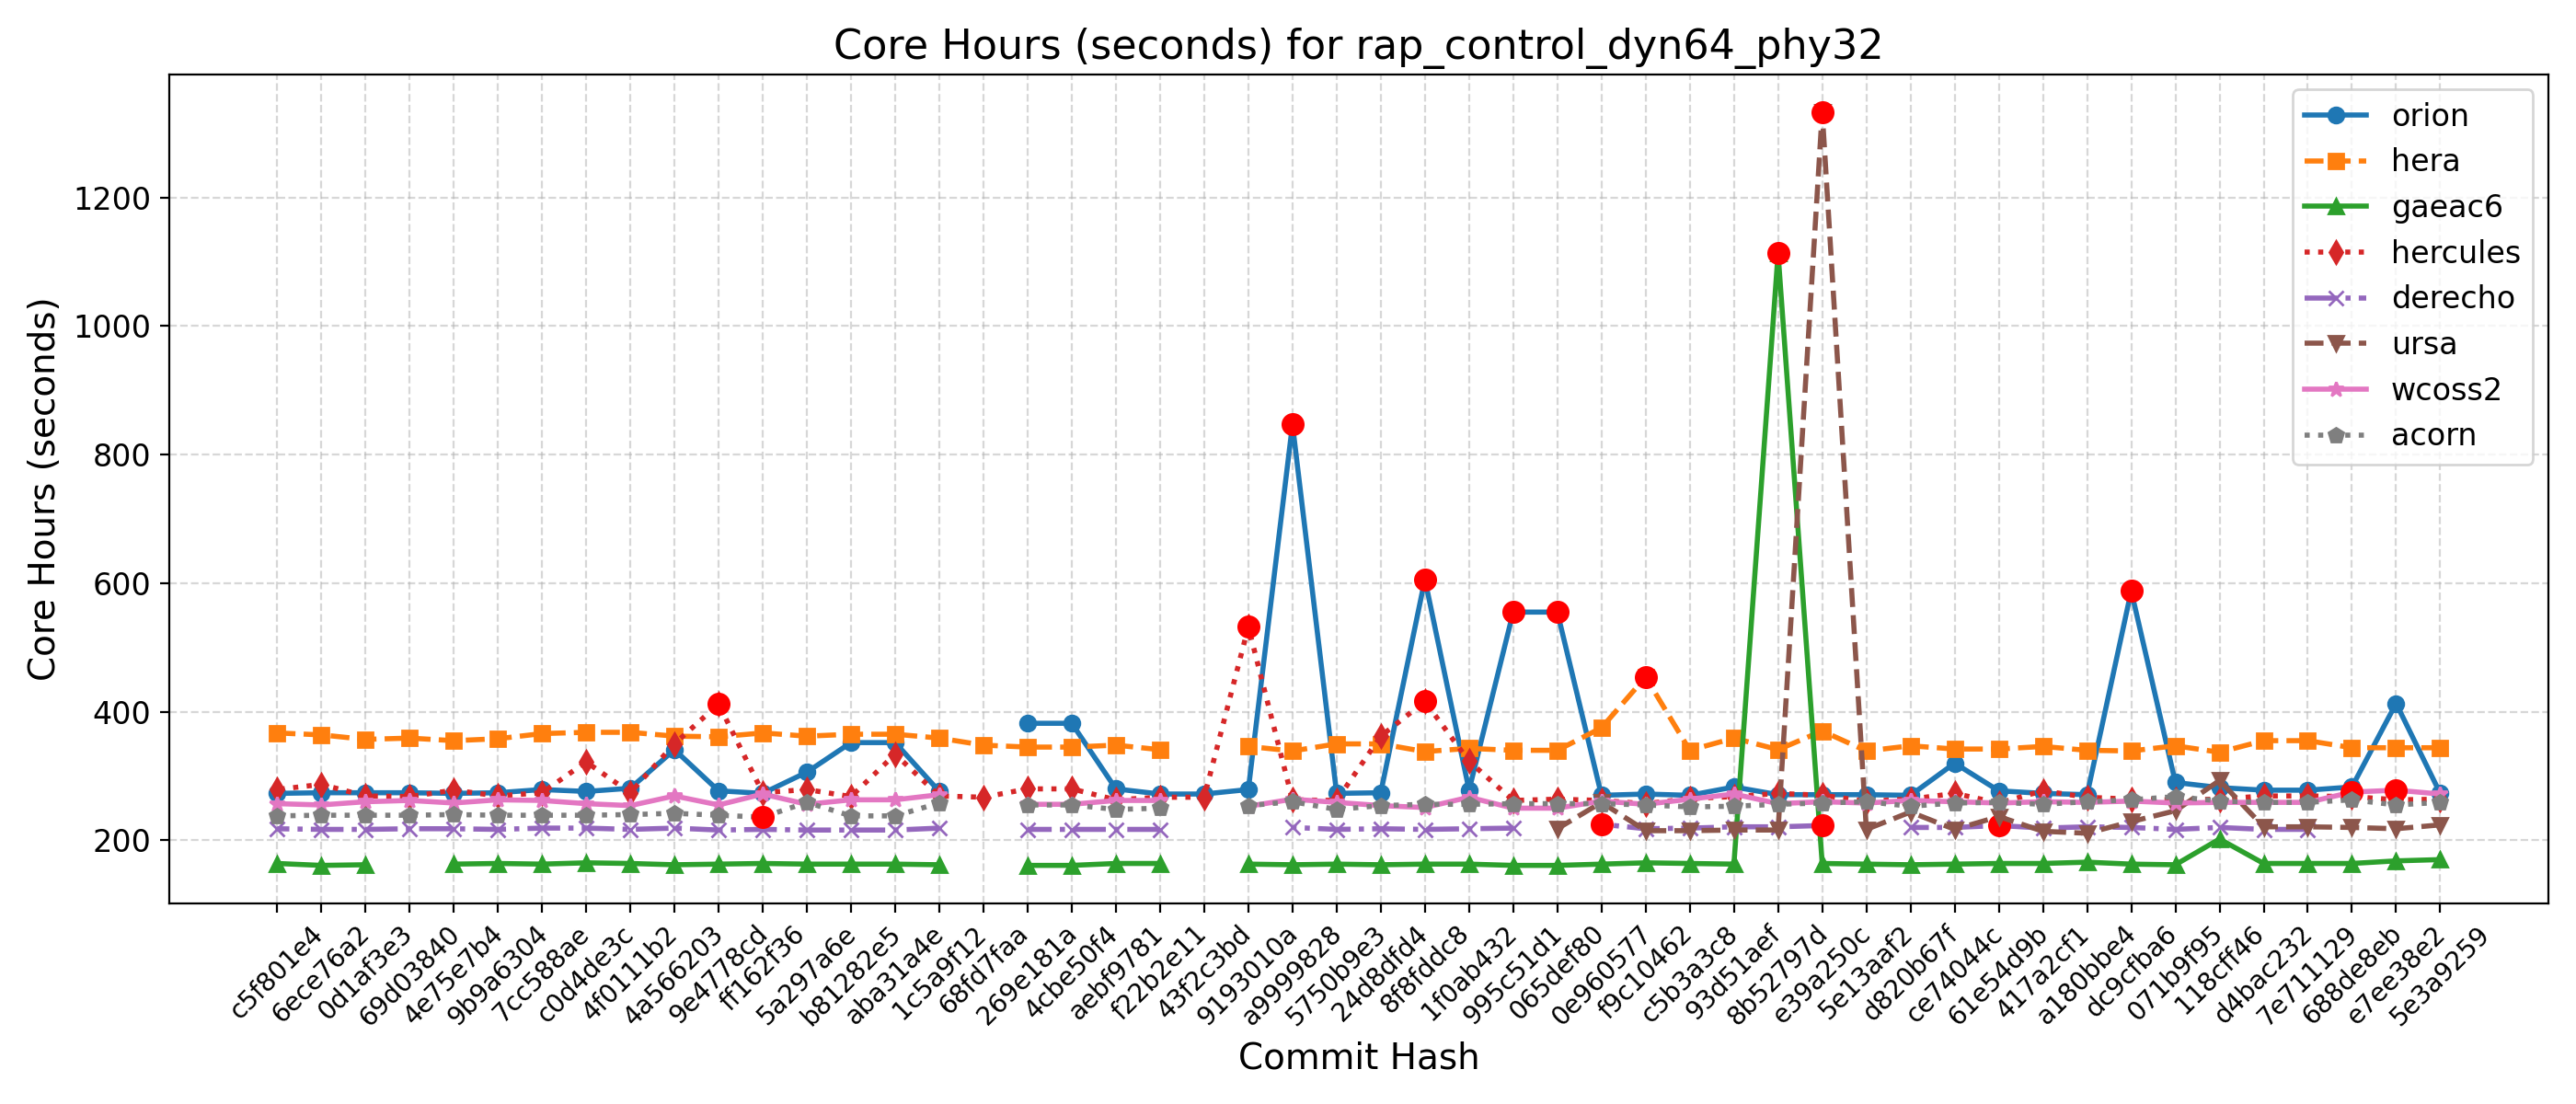 Core Hours (seconds) for rap_control_dyn64_phy32
Core Hours (seconds)
1200
1000
800
600
400
200
orion
hera
gaeac6
hercules
derecho
ursa
wcoss2
acorn
c5f801e4
6ece76a2
0d1af3e3
69d03840
4e75e7b4
9b9a6304
7cc588ae
c0d4de3c
4f0111b2
4a566203
9e4778cd
ff162f36
5a297a6e
b81282e5
aba31a4e
1c5a9f12
68fd7faa
269e181a
4cbe50f4
aebf9781
f22b2e11
43f2c3bd
9193010a
a9999828
5750b9e3
24d8dfd4
8f8fddc8
1f0ab432
995c51d1
065def80
0e960577
f9c10462
c5b3a3c8
93d51aef
8b52797d
e39a250c
5e13aaf2
d820b67f
ce74044c
61e54d9b
417a2cf1
a180bbe4
dc9cfba6
071b9f95
118cff46
d4bac232
7e711129
688de8eb
e7ee38e2
5e3a9259
Commit Hash